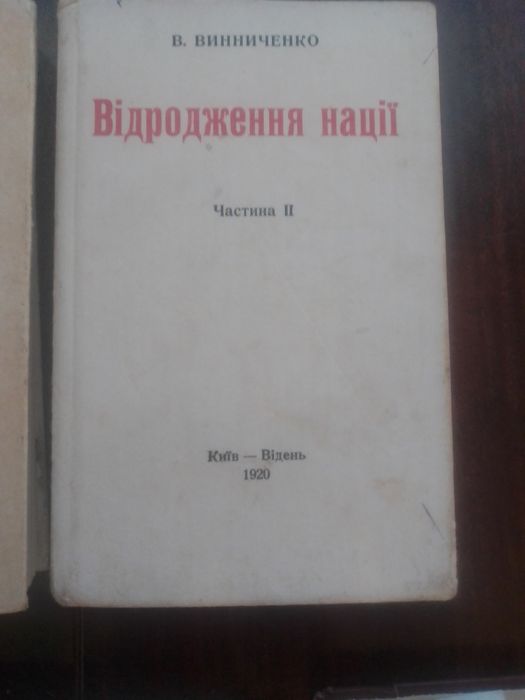 В. ВИННИЧЕНКО
Відродження нації
Частина II
Київ — Відень
1920